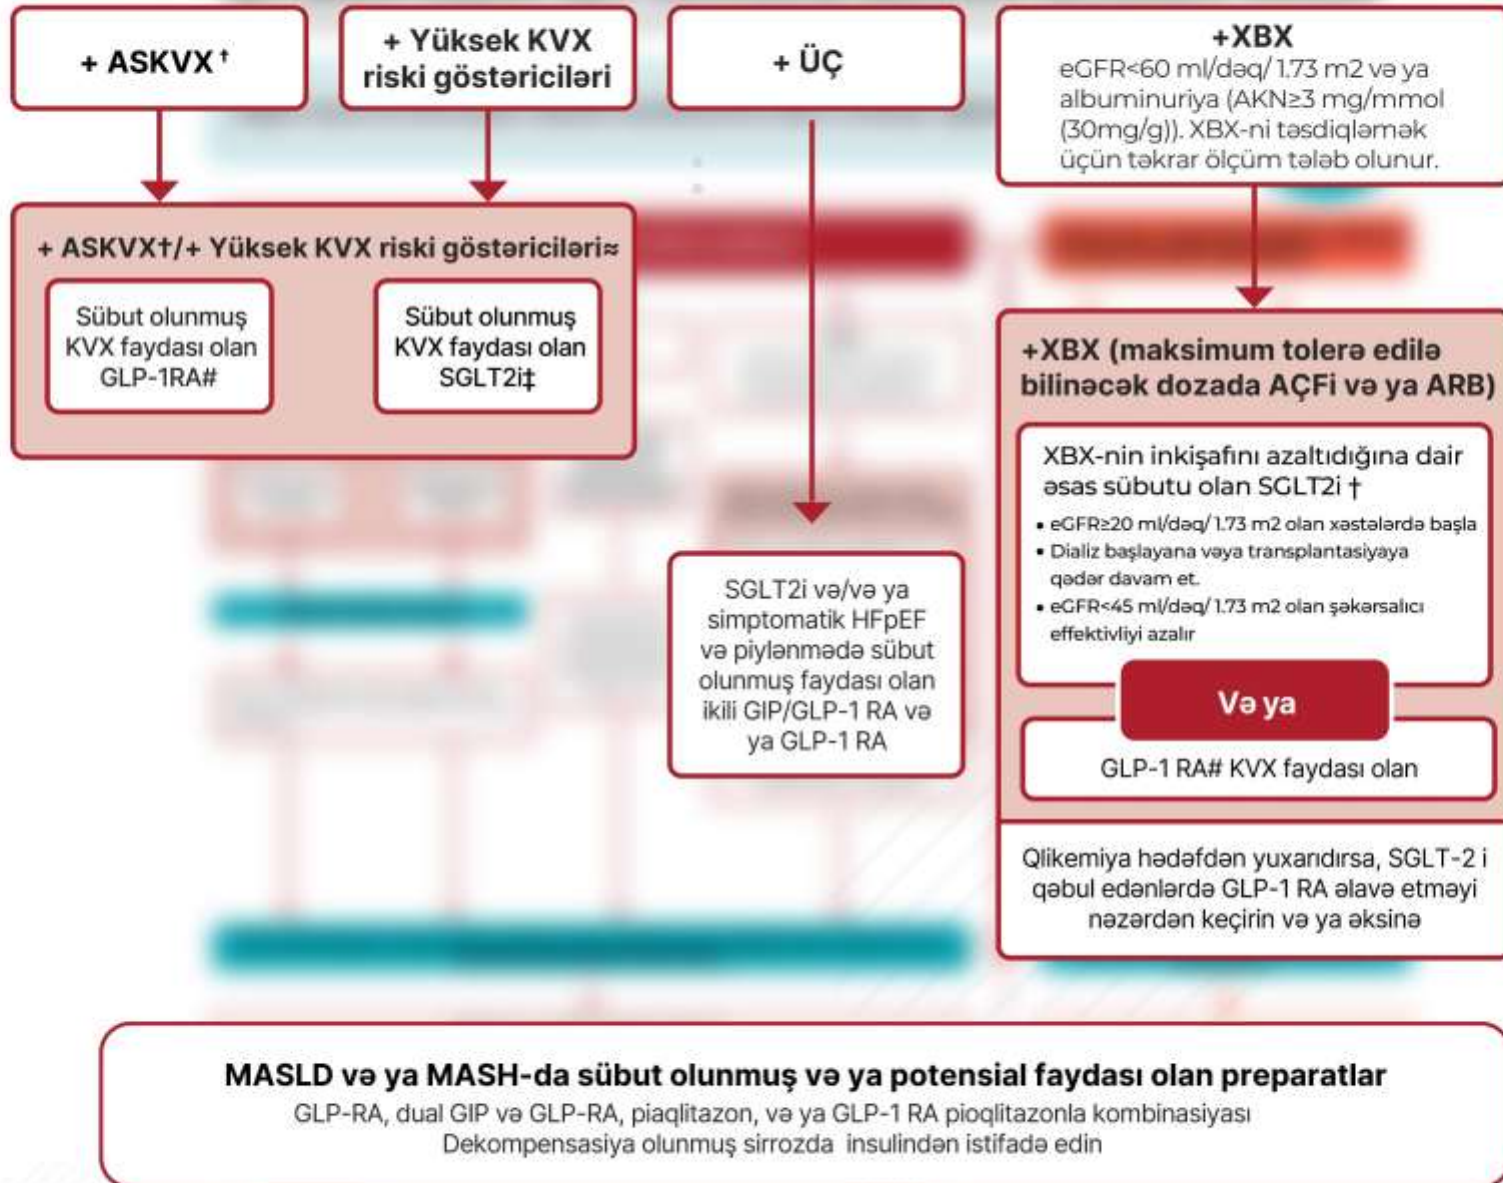 + ASKVX †
+ Yüksek KVX
riski göstəriciləri
+ ÜÇ
+XBX
eGFR<60 ml/dəq/ 1.73 m2 və ya
albuminuriya (AKN≥3 mg/mmol
(30mg/g)). XBX-ni təsdiqləmək
üçün təkrar ölçüm tələb olunur.
+ ASKVX†/+ Yüksek KVX riski göstəriciləri≈
Sübut olunmuş
KVX faydası olan
GLP-1RA#
Sübut olunmuş
KVX faydası olan
SGLT2i‡
SGLT2i və/və ya
simptomatik HFpEF
və piylənmədə sübut
olunmuş faydası olan
ikili GIP/GLP-1 RA və
ya GLP-1 RA
+XBX (maksimum tolerə edilə
bilinəcək dozada AÇFi və ya ARB)
XBX-nin inkişafını azaltıdığına dair
əsas sübutu olan SGLT2i †
• eGFR≥20 ml/dəq/ 1.73 m2 olan xəstələrdə başla
• Dializ başlayana vəya transplantasiyaya
qədər davam et.
• eGFR<45 ml/dəq/ 1.73 m2 olan şəkərsalıcı
effektivliyi azalır
Və ya
GLP-1 RA# KVX faydası olan
Qlikemiya hədəfdən yuxarıdırsa, SGLT-2 i
qəbul edənlərdə GLP-1 RA əlavə etməyi
nəzərdən keçirin və ya əksinə
MASLD və ya MASH-da sübut olunmuş və ya potensial faydası olan preparatlar
GLP-RA, dual GIP və GLP-RA, piaqlitazon, və ya GLP-1 RA pioqlitazonla kombinasiyası
Dekompensasiya olunmuş sirrozda insulindən istifadə edin